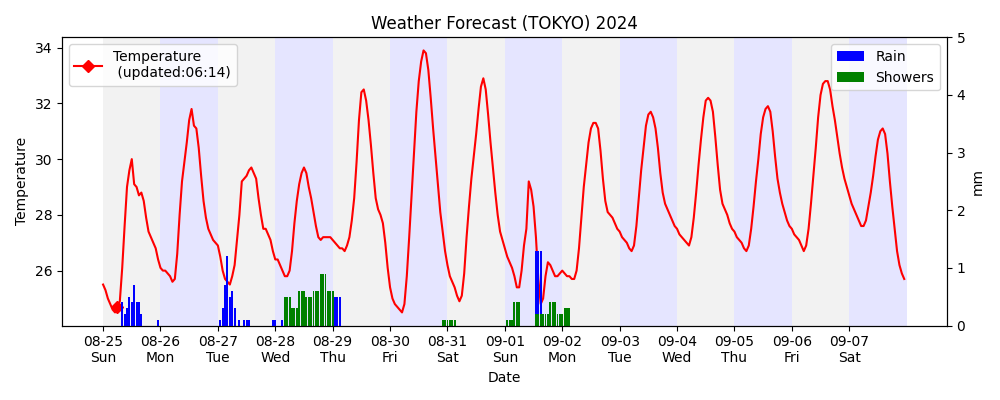 Weather Forecast (TOKYO) 2024
Temperature
(updated:06:14)
Rain
Showers
34
32
30
28
26
Temperature
5
4
3
2
1
0
mm
08-25 08-26 08-27 08-28 08-29 08-30 08-31 09-01 09-02 09-03 09-04 09-05 09-06 09-07
Sun Mon Tue Wed Thu Fri Sat Sun Mon Tue Wed Thu Fri Sat
Date